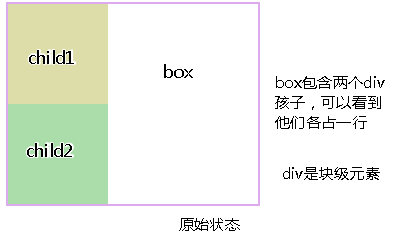 child1
box
child2
box包含两个div
孩子，可以看到
他们各占一行
div是块级元素
原始状态